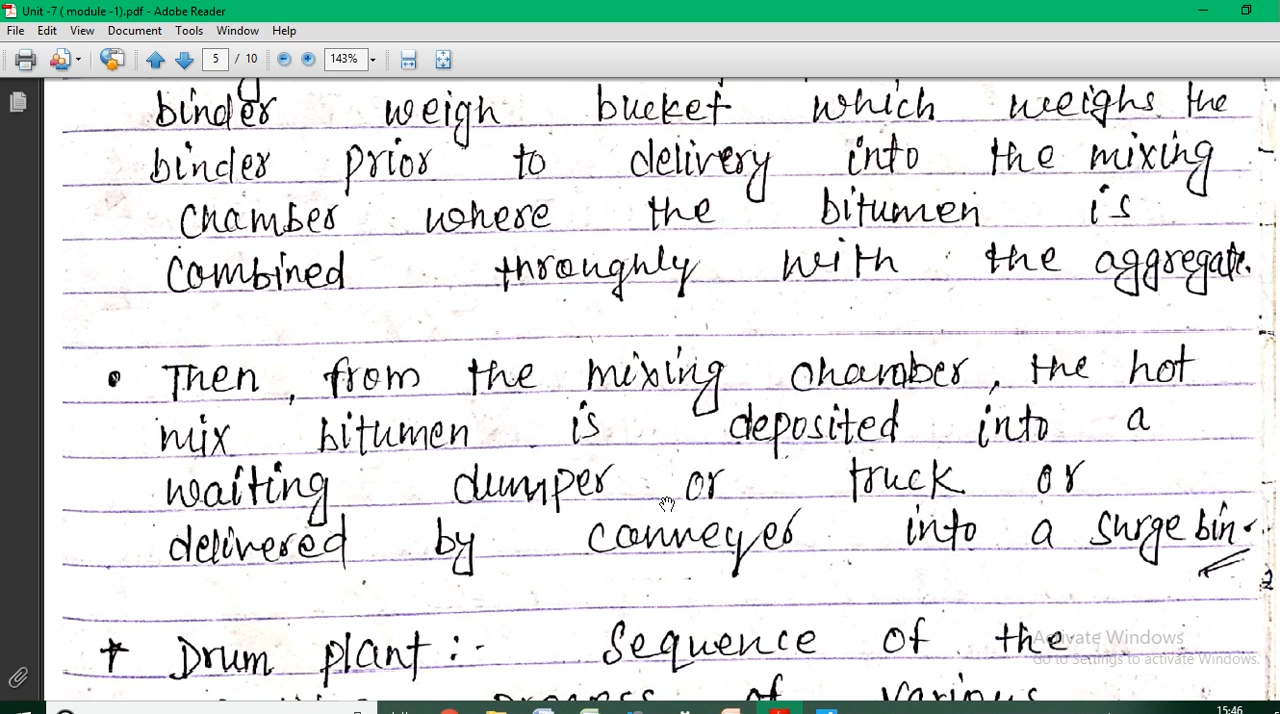 Unit -7 ( module -1).pdf - Adobe Reader
File Edit View Document Tools Window Help
5 / 10 143%
binder weigh bucket which weighs the
binder prior to delivery into the mixing
chamber where the bitumen is
combined throughly with the aggregate.
• Then, from the mixing chamber, the hot
mix bitumen is deposited into a
waiting dumper or truck or
delivered by conveyer into a surge bin.
* Drum plant :- Sequence of the
process of various
Activate Windows
Go to Settings to activate Windows.
15:46